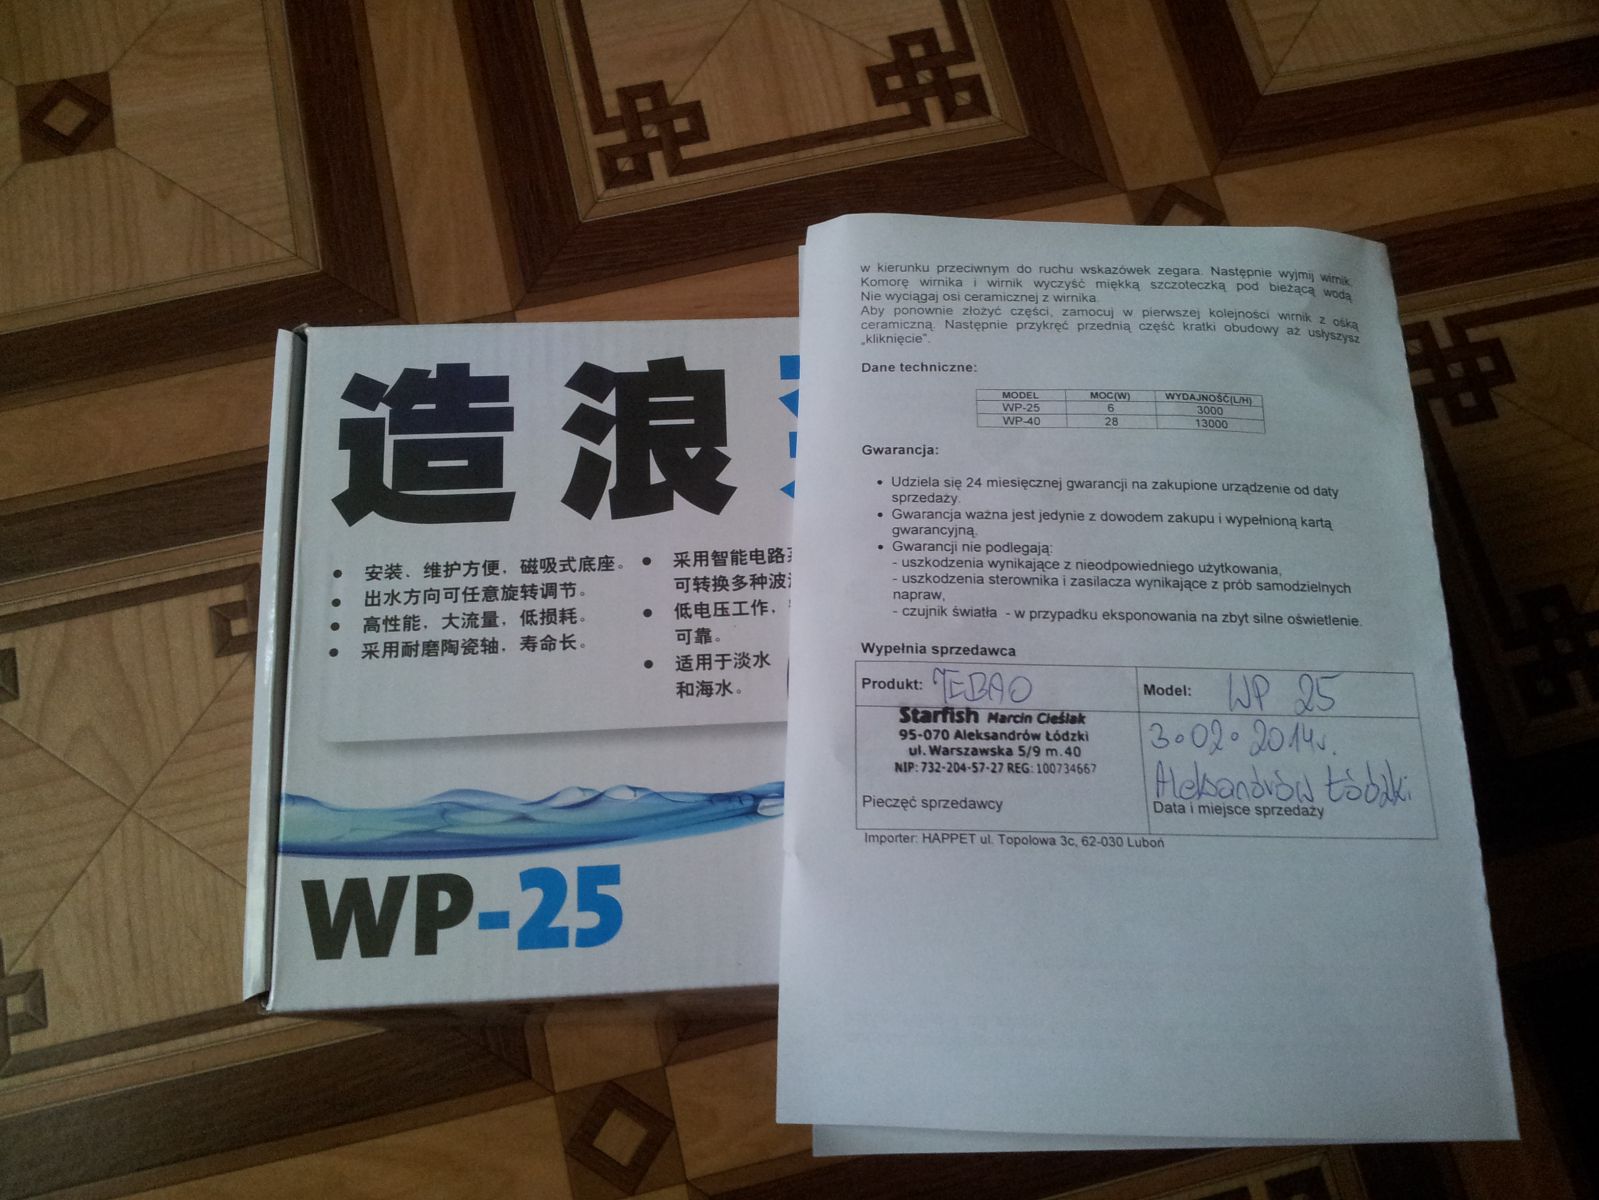 造 浪
• 安装、维护方便，磁吸式底座。
• 出水方向可任意旋转调节。
• 高性能，大流量，低损耗。
• 采用耐磨陶瓷轴，寿命长。
• 采用智能电路
可转换多种波
• 低电压工作，
可靠。
• 适用于淡水
和海水。
WP-25
w kierunku przeciwnym do ruchu wskazówek zegara. Następnie wyjmij wirnik.
Komorę wirnika i wirnik wyczyść miękką szczoteczką pod bieżącą wodą.
Nie wyciągaj osi ceramicznej z wirnika.
Aby ponownie złożyć części, zamocuj w pierwszej kolejności wirnik z ośką
ceramiczną. Następnie przykręć przednią część kratki obudowy aż usłyszysz
„kliknięcie”.
Dane techniczne:
MODEL MOC(W) WYDAJNOŚĆ(L/H)
WP-25 6 3000
WP-40 28 13000
Gwarancja:
• Udziela się 24 miesięcznej gwarancji na zakupione urządzenie od daty
sprzedaży.
• Gwarancja ważna jest jedynie z dowodem zakupu i wypełnioną kartą
gwarancyjną.
• Gwarancji nie podlegają:
- uszkodzenia wynikające z nieodpowiedniego użytkowania,
- uszkodzenia sterownika i zasilacza wynikające z prób samodzielnych
napraw,
- czujnik światła - w przypadku eksponowania na zbyt silne oświetlenie.
Wypełnia sprzedawca
Produkt: JEBAO Model: WP 25
Starfish Marcin Cieślak
95-070 Aleksandrów Łódzki
ul. Warszawska 5/9 m.40
NIP: 732-204-57-27 REG: 100734667
Pieczęć sprzedawcy
3.02.2014r.
Aleksandrów Łódzki
Data i miejsce sprzedaży
Importer: HAPPET ul. Topolowa 3c, 62-030 Luboń